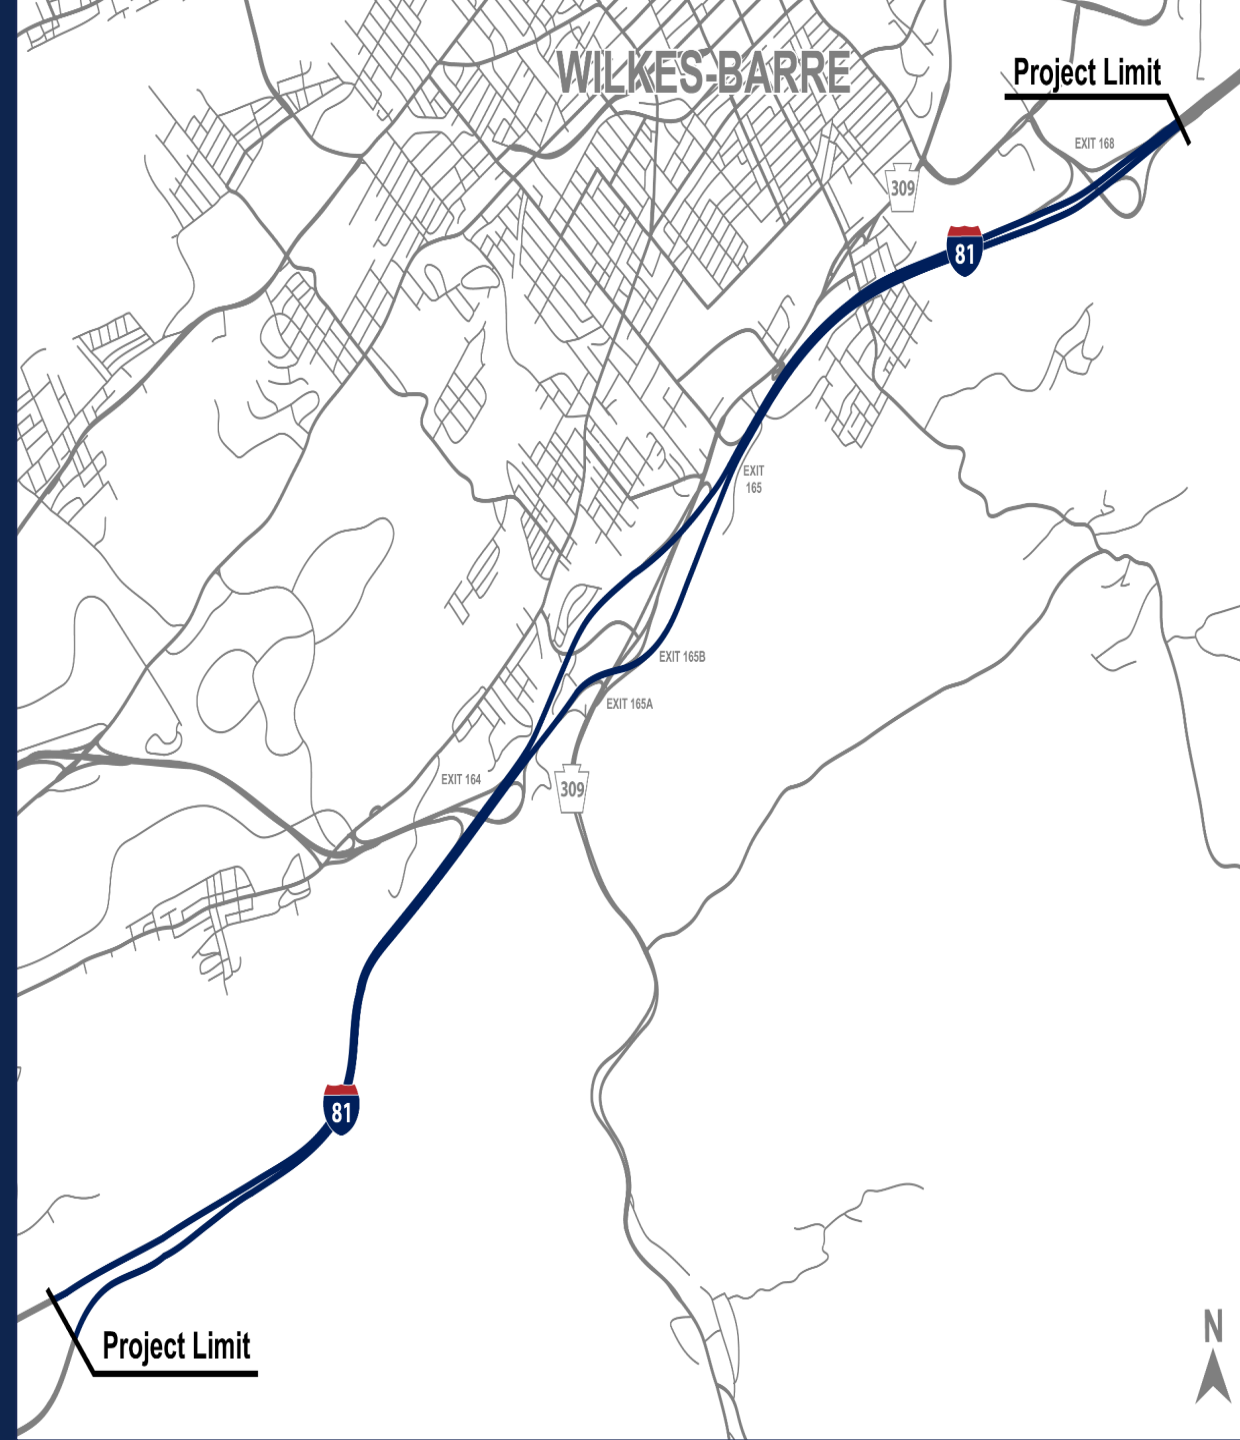 WILKES-BARRE
Project Limit
EXIT 168
309
81
EXIT
165
EXIT 165B
EXIT 165A
EXIT 164
309
81
Project Limit
N